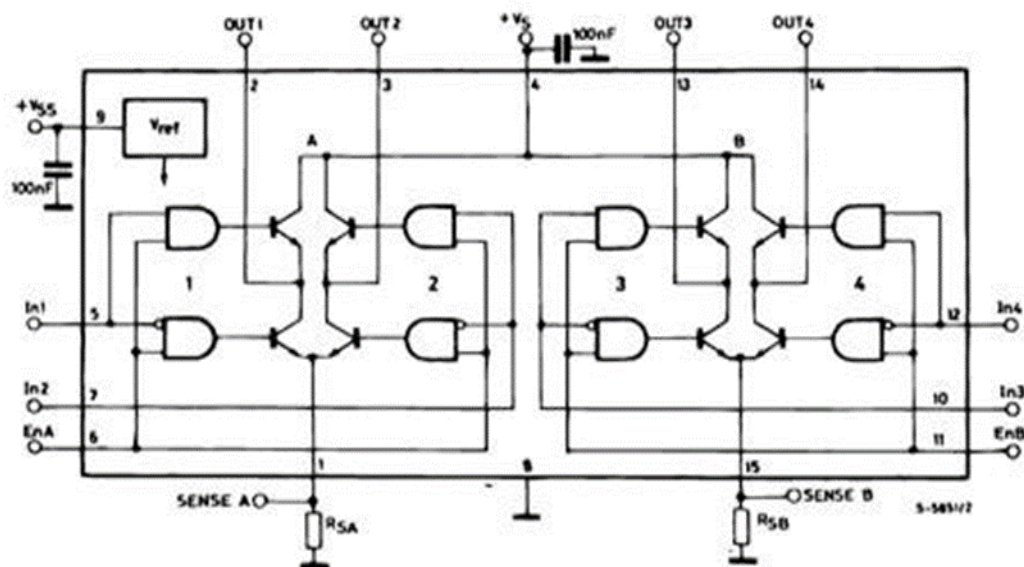 OUT1 OUT2 +Vs 100nF OUT3 OUT4
2 3 4 13 14
+Vss 9 Vref A B
100nF
1 2 3 4
In1 5 12 In4
In2 7 10 In3
EnA 6 11 EnB
1 8 15
SENSE A SENSE B S-5851/2
RSA RSB